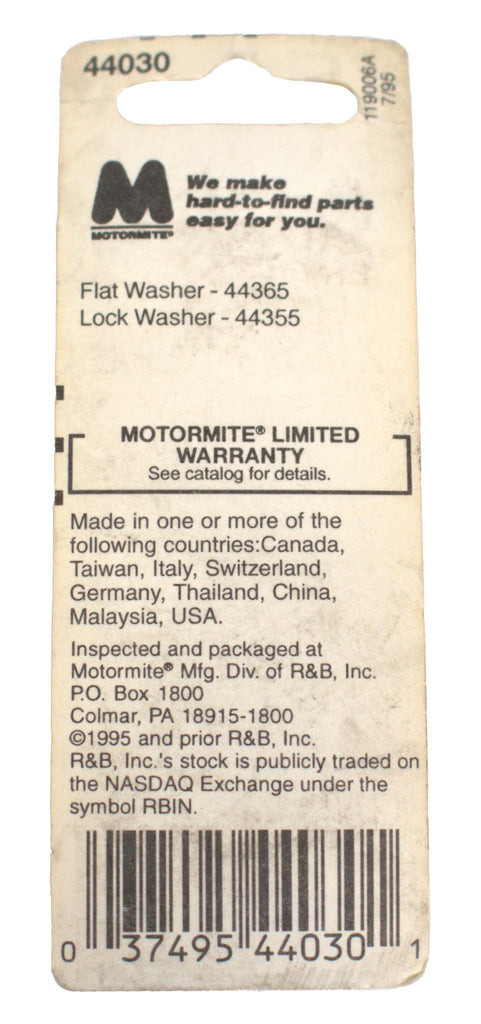 44030
119006A
7/95
M
MOTORMITE®
We make
hard-to-find parts
easy for you.
Flat Washer - 44365
Lock Washer - 44355
MOTORMITE® LIMITED
WARRANTY
See catalog for details.
Made in one or more of the
following countries:Canada,
Taiwan, Italy, Switzerland,
Germany, Thailand, China,
Malaysia, USA.
Inspected and packaged at
Motormite® Mfg. Div. of R&B, Inc.
P.O. Box 1800
Colmar, PA 18915-1800
©1995 and prior R&B, Inc.
R&B, Inc.'s stock is publicly traded on
the NASDAQ Exchange under the
symbol RBIN.
0 37495 44030 1